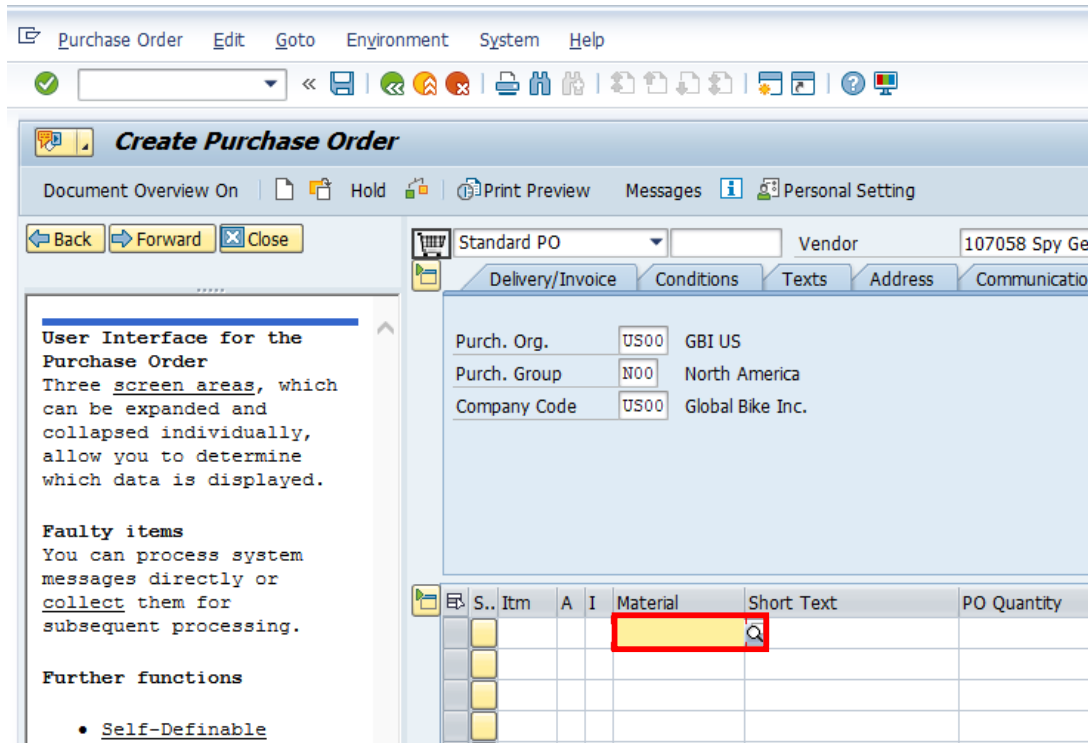 Purchase Order Edit Goto Environment System Help
Create Purchase Order
Document Overview On Hold Print Preview Messages Personal Setting
Back Forward Close
Standard PO Vendor 107058 Spy Ge
Delivery/Invoice Conditions Texts Address Communicatio
User Interface for the
Purchase Order
Three screen areas, which
can be expanded and
collapsed individually,
allow you to determine
which data is displayed.
Faulty items
You can process system
messages directly or
collect them for
subsequent processing.
Further functions
• Self-Definable
Purch. Org. US00 GBI US
Purch. Group N00 North America
Company Code US00 Global Bike Inc.
S.. Itm A I Material Short Text PO Quantity